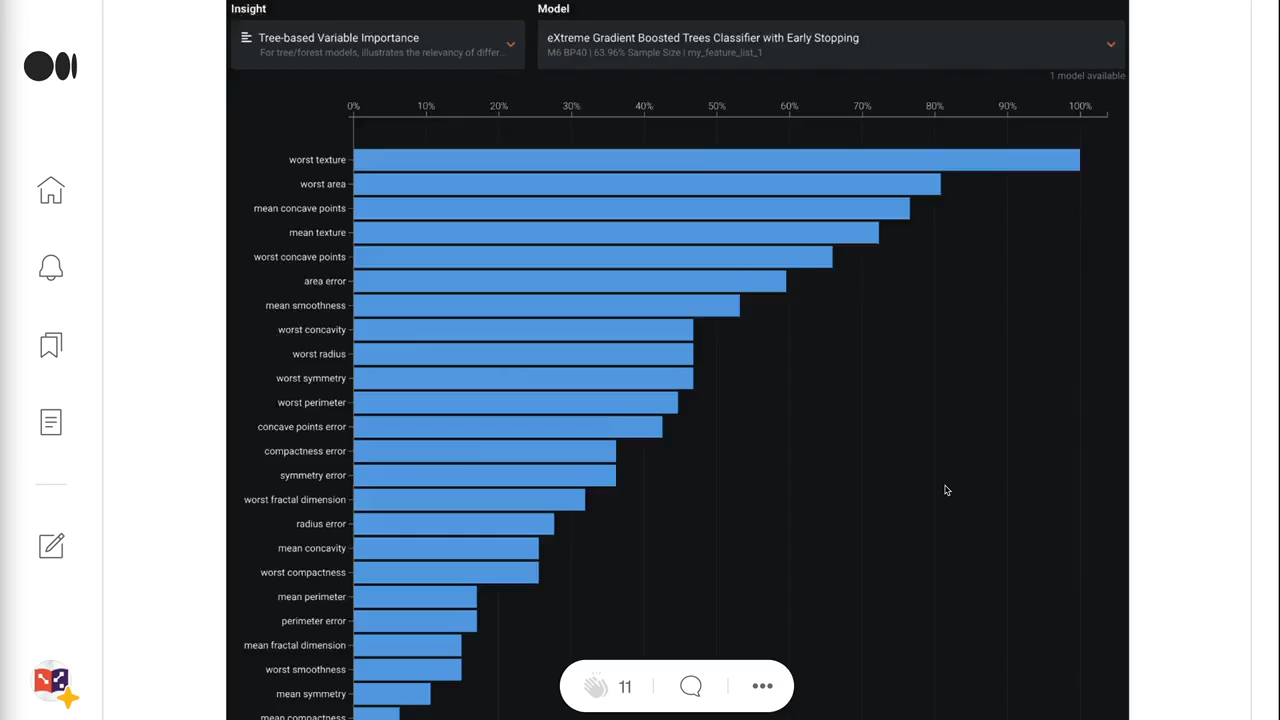 Insight
Model
Tree-based Variable Importance
For tree/forest models, illustrates the relevancy of differ...
eXtreme Gradient Boosted Trees Classifier with Early Stopping
M6 BP40 | 63.96% Sample Size | my_feature_list_1
1 model available
0% 10% 20% 30% 40% 50% 60% 70% 80% 90% 100%
worst texture
worst area
mean concave points
mean texture
worst concave points
area error
mean smoothness
worst concavity
worst radius
worst symmetry
worst perimeter
concave points error
compactness error
symmetry error
worst fractal dimension
radius error
mean concavity
worst compactness
mean perimeter
perimeter error
mean fractal dimension
worst smoothness
mean symmetry
mean compactness
11